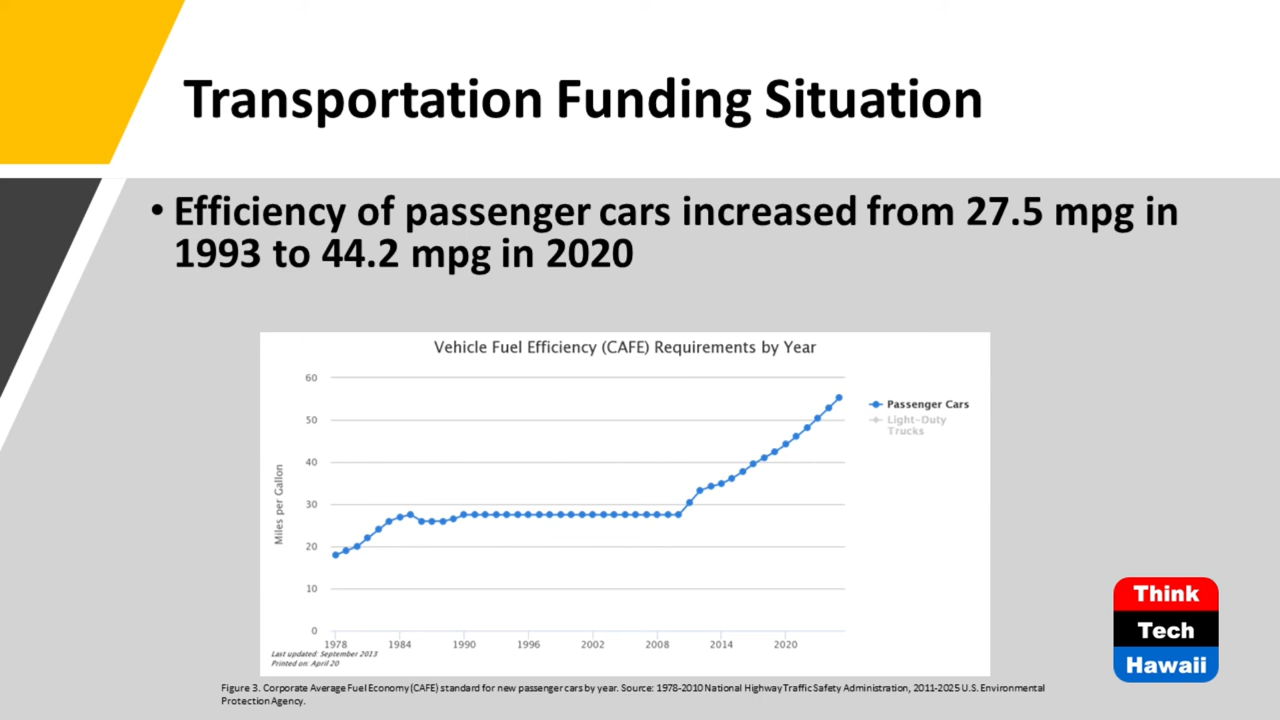 Transportation Funding Situation
• Efficiency of passenger cars increased from 27.5 mpg in
1993 to 44.2 mpg in 2020
Vehicle Fuel Efficiency (CAFE) Requirements by Year
Miles per Gallon
60
50
40
30
20
10
0
1978 1984 1990 1996 2002 2008 2014 2020
Passenger Cars
Light-Duty
Trucks
Last updated: September 2013
Printed on: April 20
Think
Tech
Hawaii
Figure 3. Corporate Average Fuel Economy (CAFE) standard for new passenger cars by year. Source: 1978-2010 National Highway Traffic Safety Administration, 2011-2025 U.S. Environmental
Protection Agency.